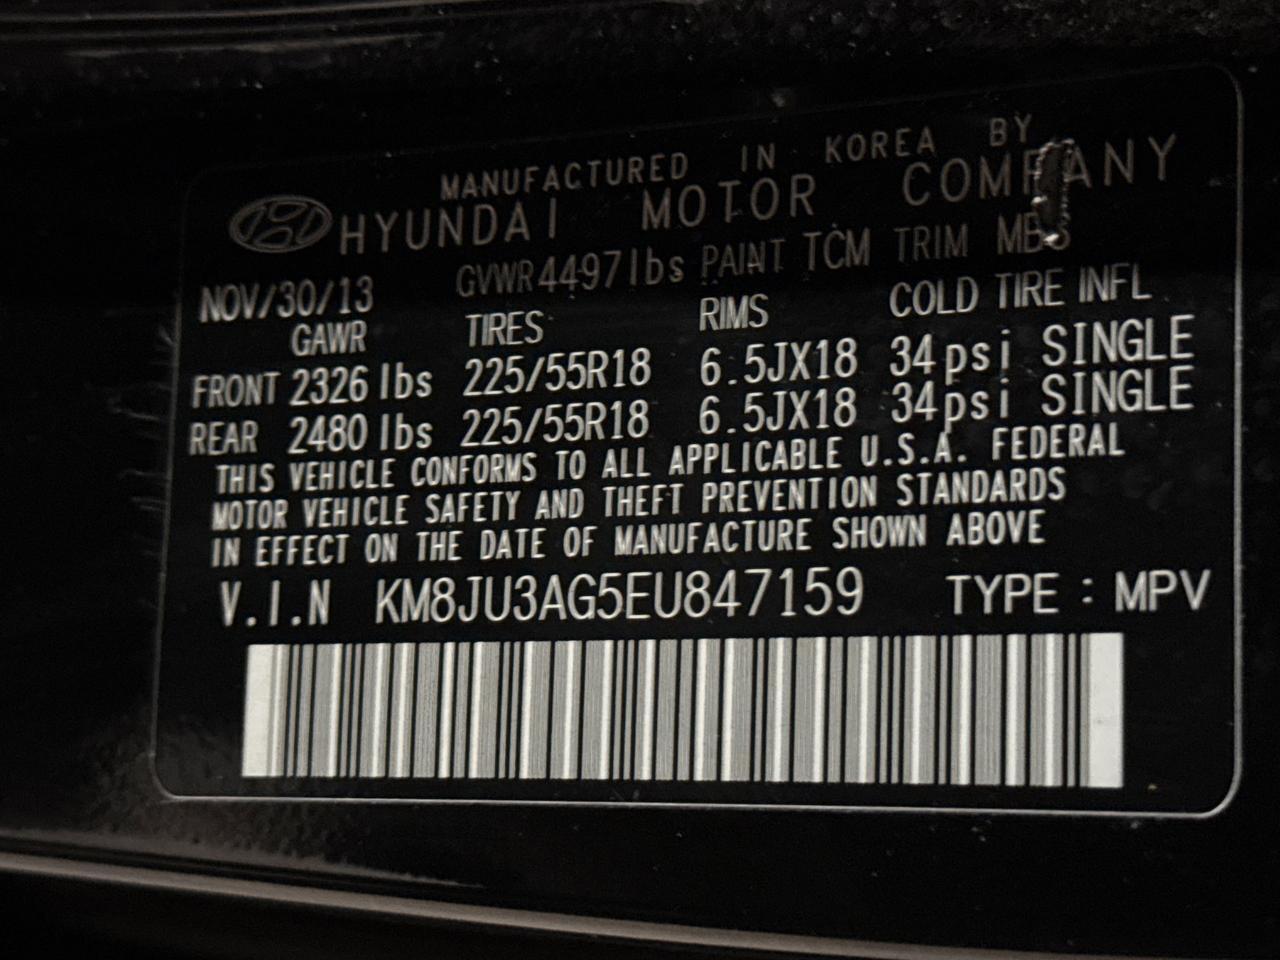 MANUFACTURED IN KOREA BY
HYUNDAI MOTOR COMPANY
NOV/30/13 GVWR 4497lbs PAINT TCM TRIM
GAWR TIRES RIMS COLD TIRE INFL
FRONT 2326 lbs 225/55R18 6.5JX18 34psi SINGLE
REAR 2480 lbs 225/55R18 6.5JX18 34psi SINGLE
THIS VEHICLE CONFORMS TO ALL APPLICABLE U.S.A. FEDERAL
MOTOR VEHICLE SAFETY AND THEFT PREVENTION STANDARDS
IN EFFECT ON THE DATE OF MANUFACTURE SHOWN ABOVE
V.I.N KM8JU3AG5EU847159 TYPE : MPV